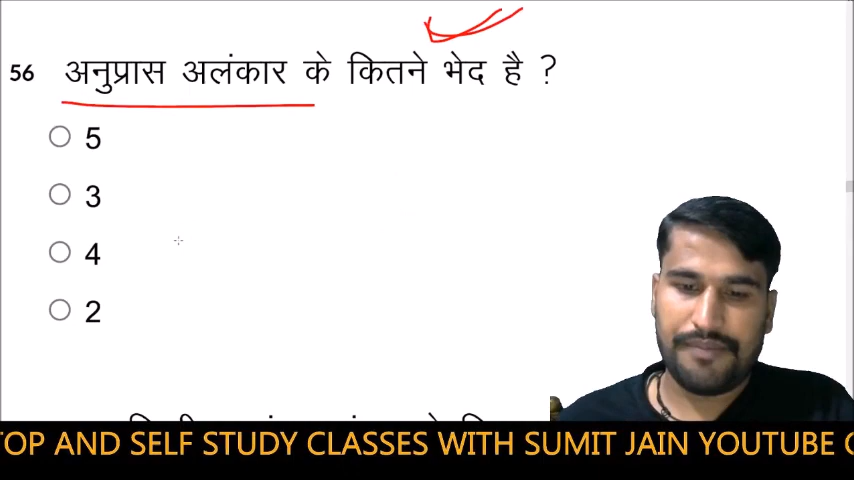 56 अनुप्रास अलंकार के कितने भेद है ?
5
3
4
2
TOP AND SELF STUDY CLASSES WITH SUMIT JAIN YOUTUBE